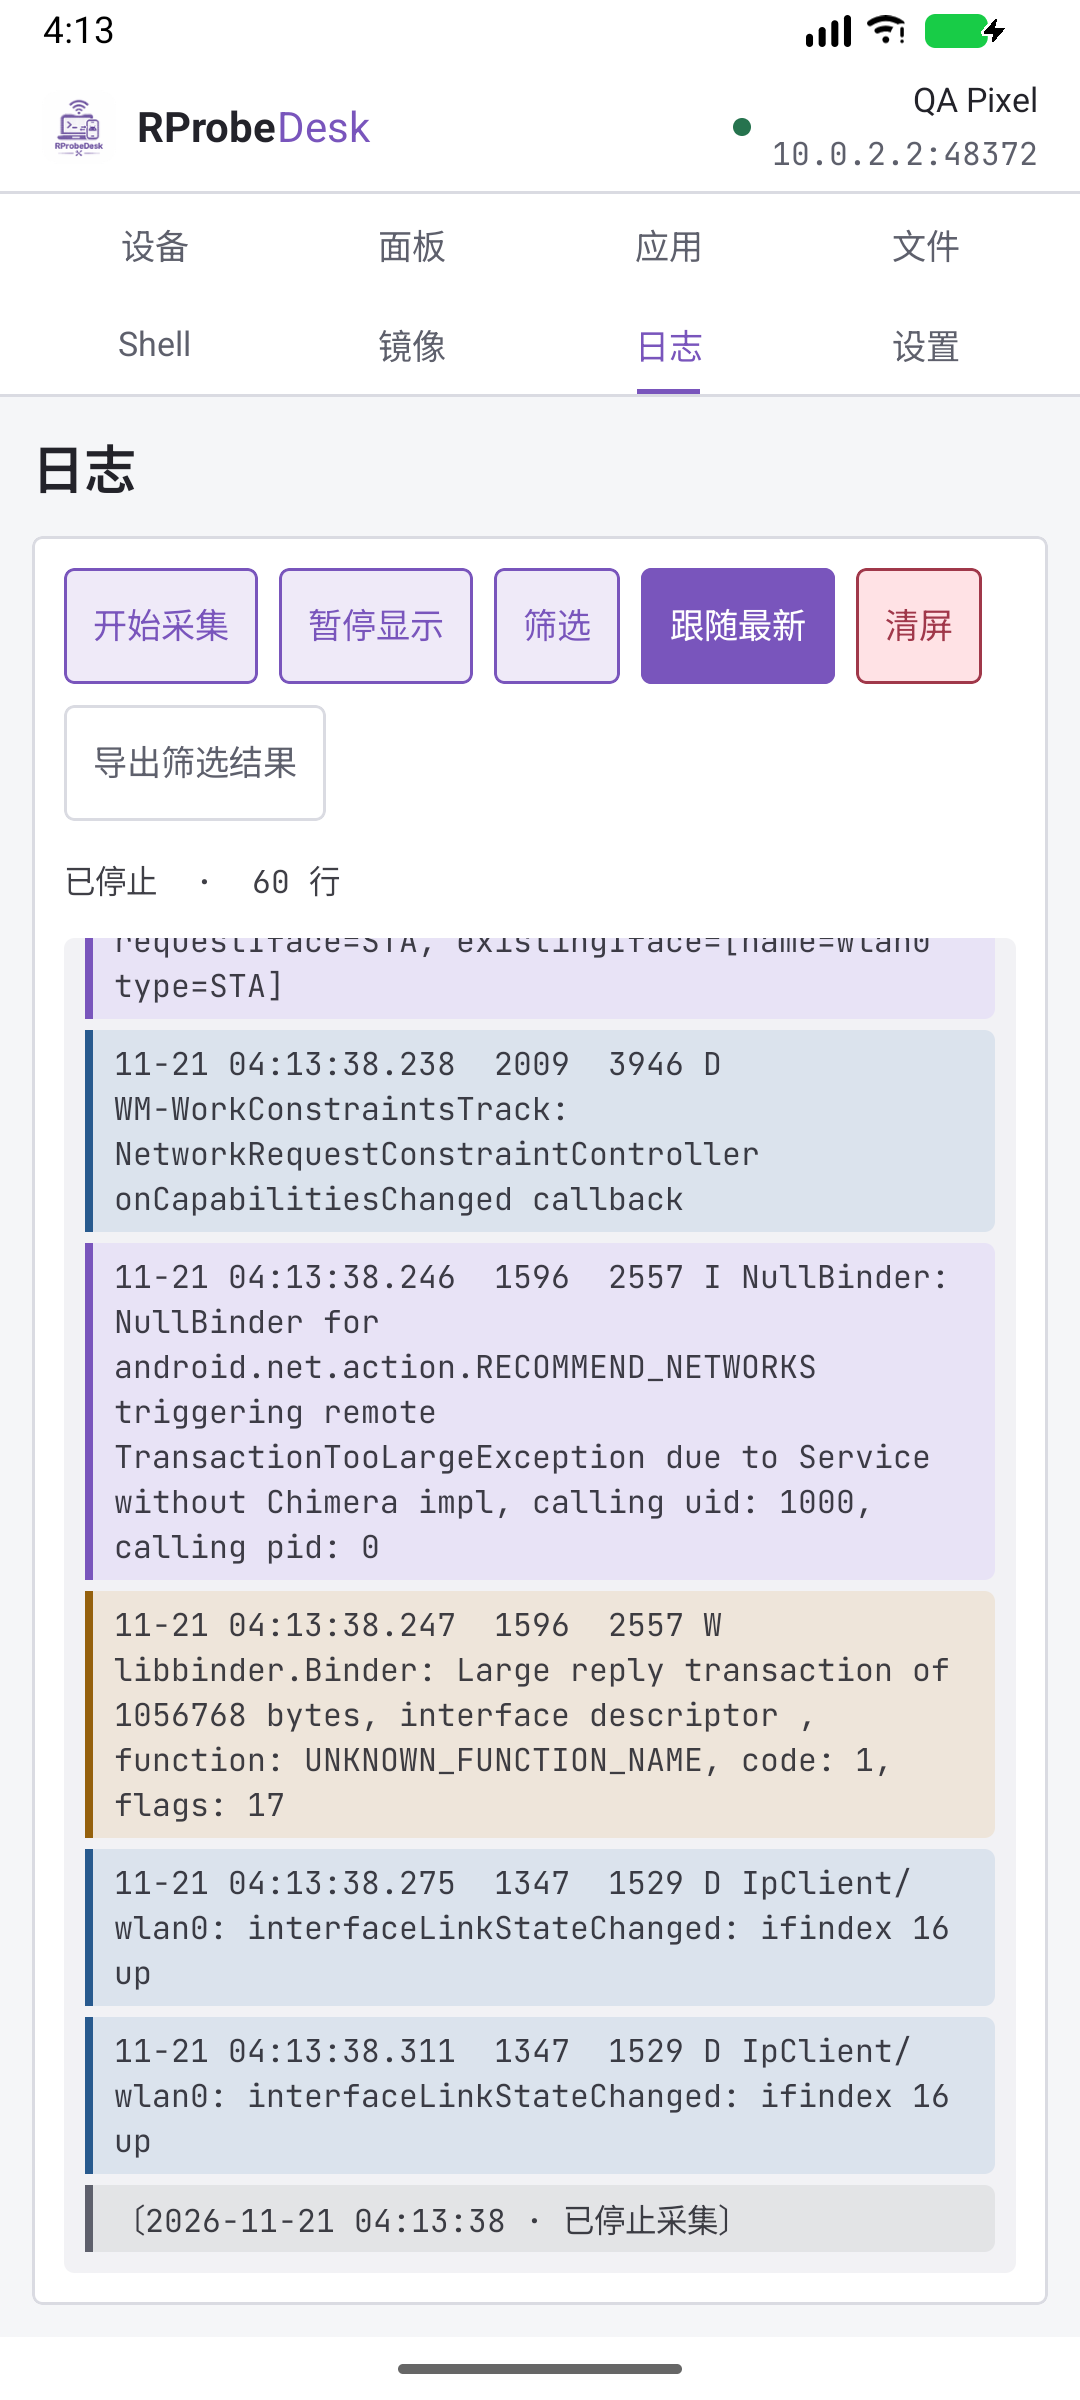 4:13
RProbeDesk
RProbeDesk
QA Pixel
10.0.2.2:48372
设备 面板 应用 文件
Shell 镜像 日志 设置
日志
开始采集 暂停显示 筛选 跟随最新 清屏
导出筛选结果
已停止 · 60 行
requestIface=STA, existingIface=[name=wlan0
type=STA]
11-21 04:13:38.238  2009  3946 D
WM-WorkConstraintsTrack:
NetworkRequestConstraintController
onCapabilitiesChanged callback
11-21 04:13:38.246  1596  2557 I NullBinder:
NullBinder for
android.net.action.RECOMMEND_NETWORKS
triggering remote
TransactionTooLargeException due to Service
without Chimera impl, calling uid: 1000,
calling pid: 0
11-21 04:13:38.247  1596  2557 W
libbinder.Binder: Large reply transaction of
1056768 bytes, interface descriptor ,
function: UNKNOWN_FUNCTION_NAME, code: 1,
flags: 17
11-21 04:13:38.275  1347  1529 D IpClient/
wlan0: interfaceLinkStateChanged: ifindex 16
up
11-21 04:13:38.311  1347  1529 D IpClient/
wlan0: interfaceLinkStateChanged: ifindex 16
up
〔2026-11-21 04:13:38 · 已停止采集〕